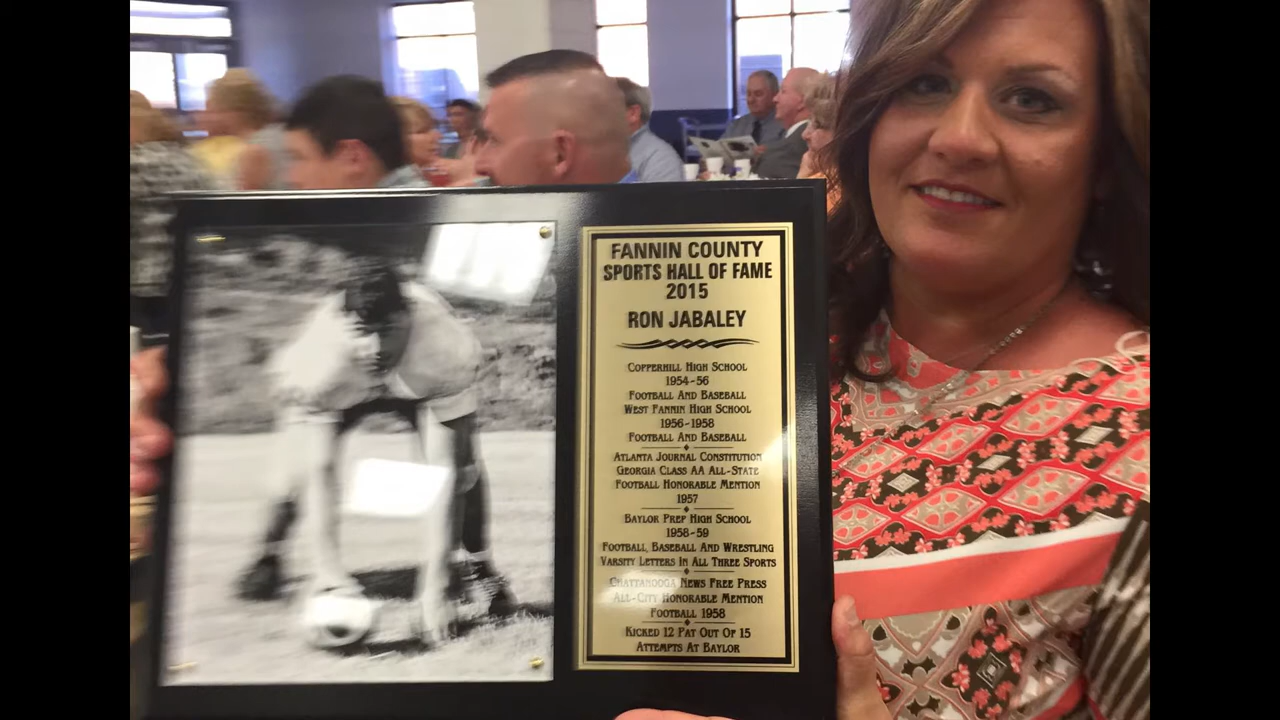 FANNIN COUNTY
SPORTS HALL OF FAME
2015
RON JABALEY
COPPERHILL HIGH SCHOOL
1954-56
FOOTBALL AND BASEBALL
WEST FANNIN HIGH SCHOOL
1956-1958
FOOTBALL AND BASEBALL
ATLANTA JOURNAL CONSTITUTION
GEORGIA CLASS AA ALL-STATE
FOOTBALL HONORABLE MENTION
1957
BAYLOR PREP HIGH SCHOOL
1958-59
FOOTBALL, BASEBALL AND WRESTLING
VARSITY LETTERS IN ALL THREE SPORTS
CHATTANOOGA NEWS FREE PRESS
ALL-CITY HONORABLE MENTION
FOOTBALL 1958
KICKED 12 PAT OUT OF 15
ATTEMPTS AT BAYLOR